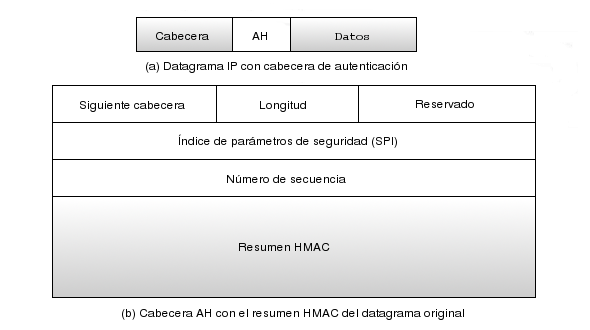 Cabecera AH Datos
(a) Datagrama IP con cabecera de autenticación
Siguiente cabecera Longitud Reservado
Índice de parámetros de seguridad (SPI)
Número de secuencia
Resumen HMAC
(b) Cabecera AH con el resumen HMAC del datagrama original